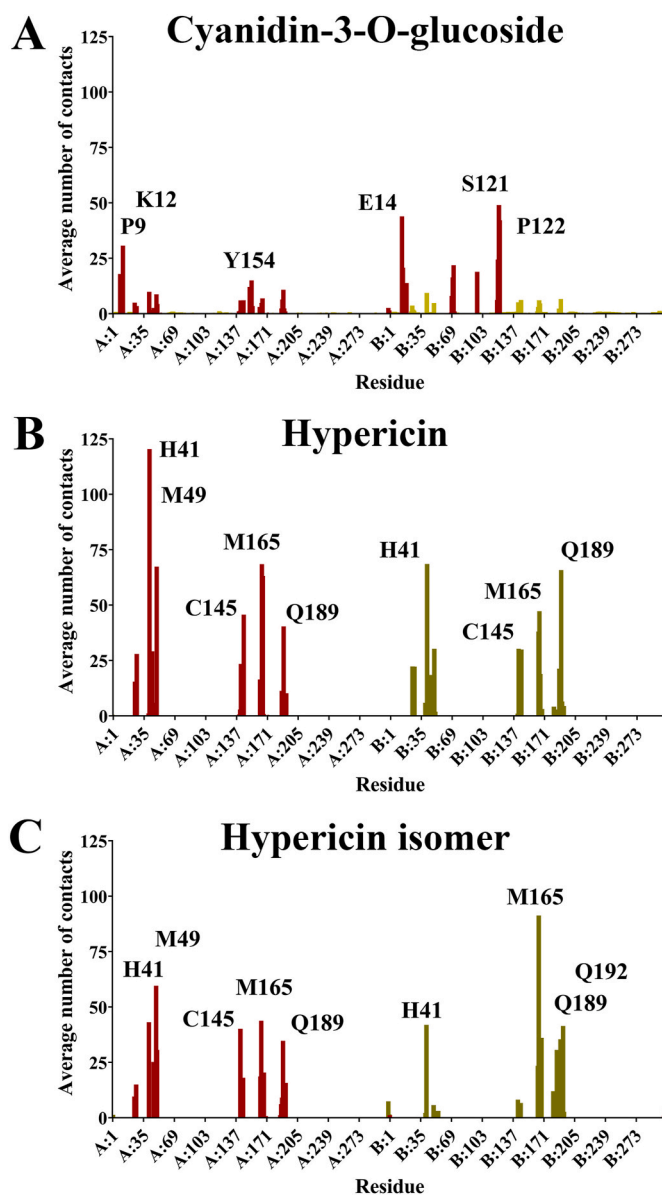 A
Cyanidin-3-O-glucoside
Average number of contacts
125
100
75
50
25
0
K12
P9
Y154
E14
S121
P122
A:1 A:35 A:69 A:103 A:137 A:171 A:205 A:239 A:273 B:1 B:35 B:69 B:103 B:137 B:171 B:205 B:239 B:273
Residue
B
Hypericin
Average number of contacts
125
100
75
50
25
0
H41
M49
M165
C145
Q189
H41
Q189
M165
C145
A:1 A:35 A:69 A:103 A:137 A:171 A:205 A:239 A:273 B:1 B:35 B:69 B:103 B:137 B:171 B:205 B:239 B:273
Residue
C
Hypericin isomer
Average number of contacts
125
100
75
50
25
0
M49
H41
M165
C145
Q189
H41
M165
Q192
Q189
A:1 A:35 A:69 A:103 A:137 A:171 A:205 A:239 A:273 B:1 B:35 B:69 B:103 B:137 B:171 B:205 B:239 B:273
Residue